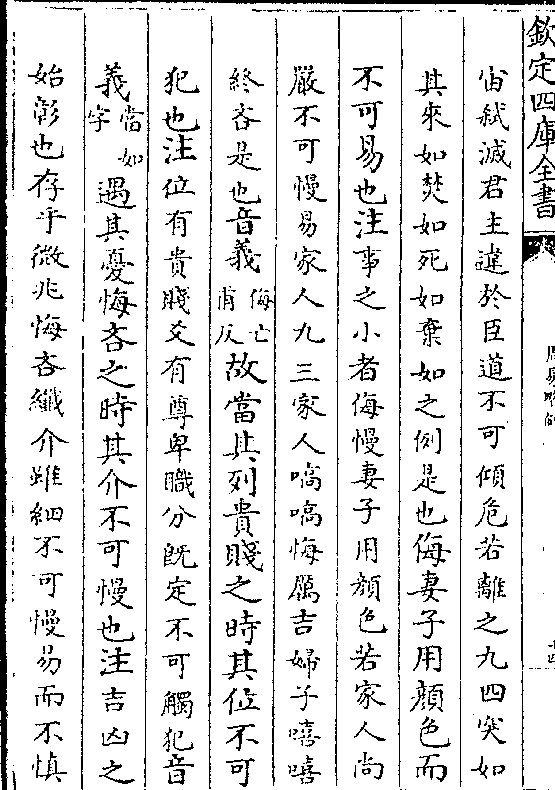 欽定四庫全書
宙弑滅君主違於臣道不可傾危若離之九四突如
其來如焚如死如棄如之例是也侮妻子用顔色而
不可易也注事之小者侮慢妻子用顔色若家人尚
嚴不可慢易家人九三家人嗃嗃悔厲吉婦子嘻嘻
終吝是也音義侮亡甫反故當其列貴賤之時其位不可
犯也注位有貴賤爻有尊卑職分既定不可觸犯音
義當如字遇其憂悔吝之時其介不可慢也注吉凶之
始彰也存乎微兆悔吝纖介雖細不可慢易而不慎